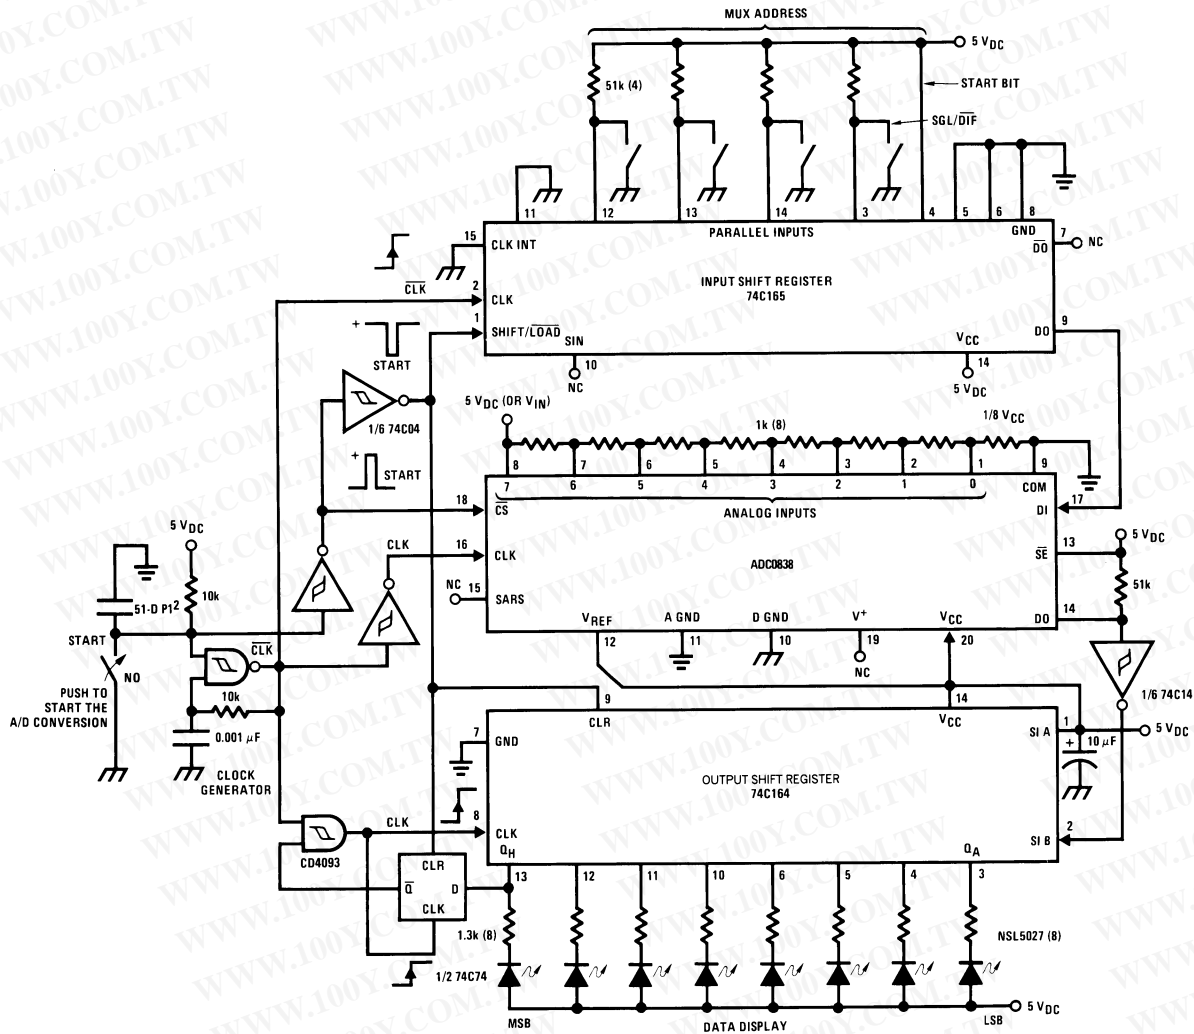 MUX ADDRESS
5 VDC
51k (4)
START BIT
SGL/DIF
11
12
13
14
3
4
5
6
8
PARALLEL INPUTS
GND
15
CLK INT
DO
7
NC
CLK
2
CLK
INPUT SHIFT REGISTER
74C165
1
SHIFT/LOAD
DO
9
+
START
SIN
VCC
10
NC
14
5 VDC
1/6 74C04
5 VDC (OR VIN)
1k (8)
1/8 VCC
+
START
8
7
6
5
4
3
2
1
9
7
6
5
4
3
2
1
0
COM
ANALOG INPUTS
18
CS
17
DI
5 VDC
CLK
16
CLK
13
SE
5 VDC
ADC0838
NC
15
SARS
51k
51-D P1²
10k
14
DO
VREF
A GND
D GND
V+
VCC
START
CLK
12
11
10
19
20
NC
NO
PUSH TO
START THE
A/D CONVERSION
10k
1/6 74C14
9
14
CLR
VCC
0.001 µF
7
GND
1
SI A
+
10 µF
5 VDC
CLOCK
GENERATOR
OUTPUT SHIFT REGISTER
74C164
CLK
8
CLK
2
SI B
CD4093
QH
QA
CLR
Q
D
CLK
13
12
11
10
6
5
4
3
1.3k (8)
NSL5027 (8)
1/2 74C74
5 VDC
MSB
DATA DISPLAY
LSB
WWW.100Y.COM.TW